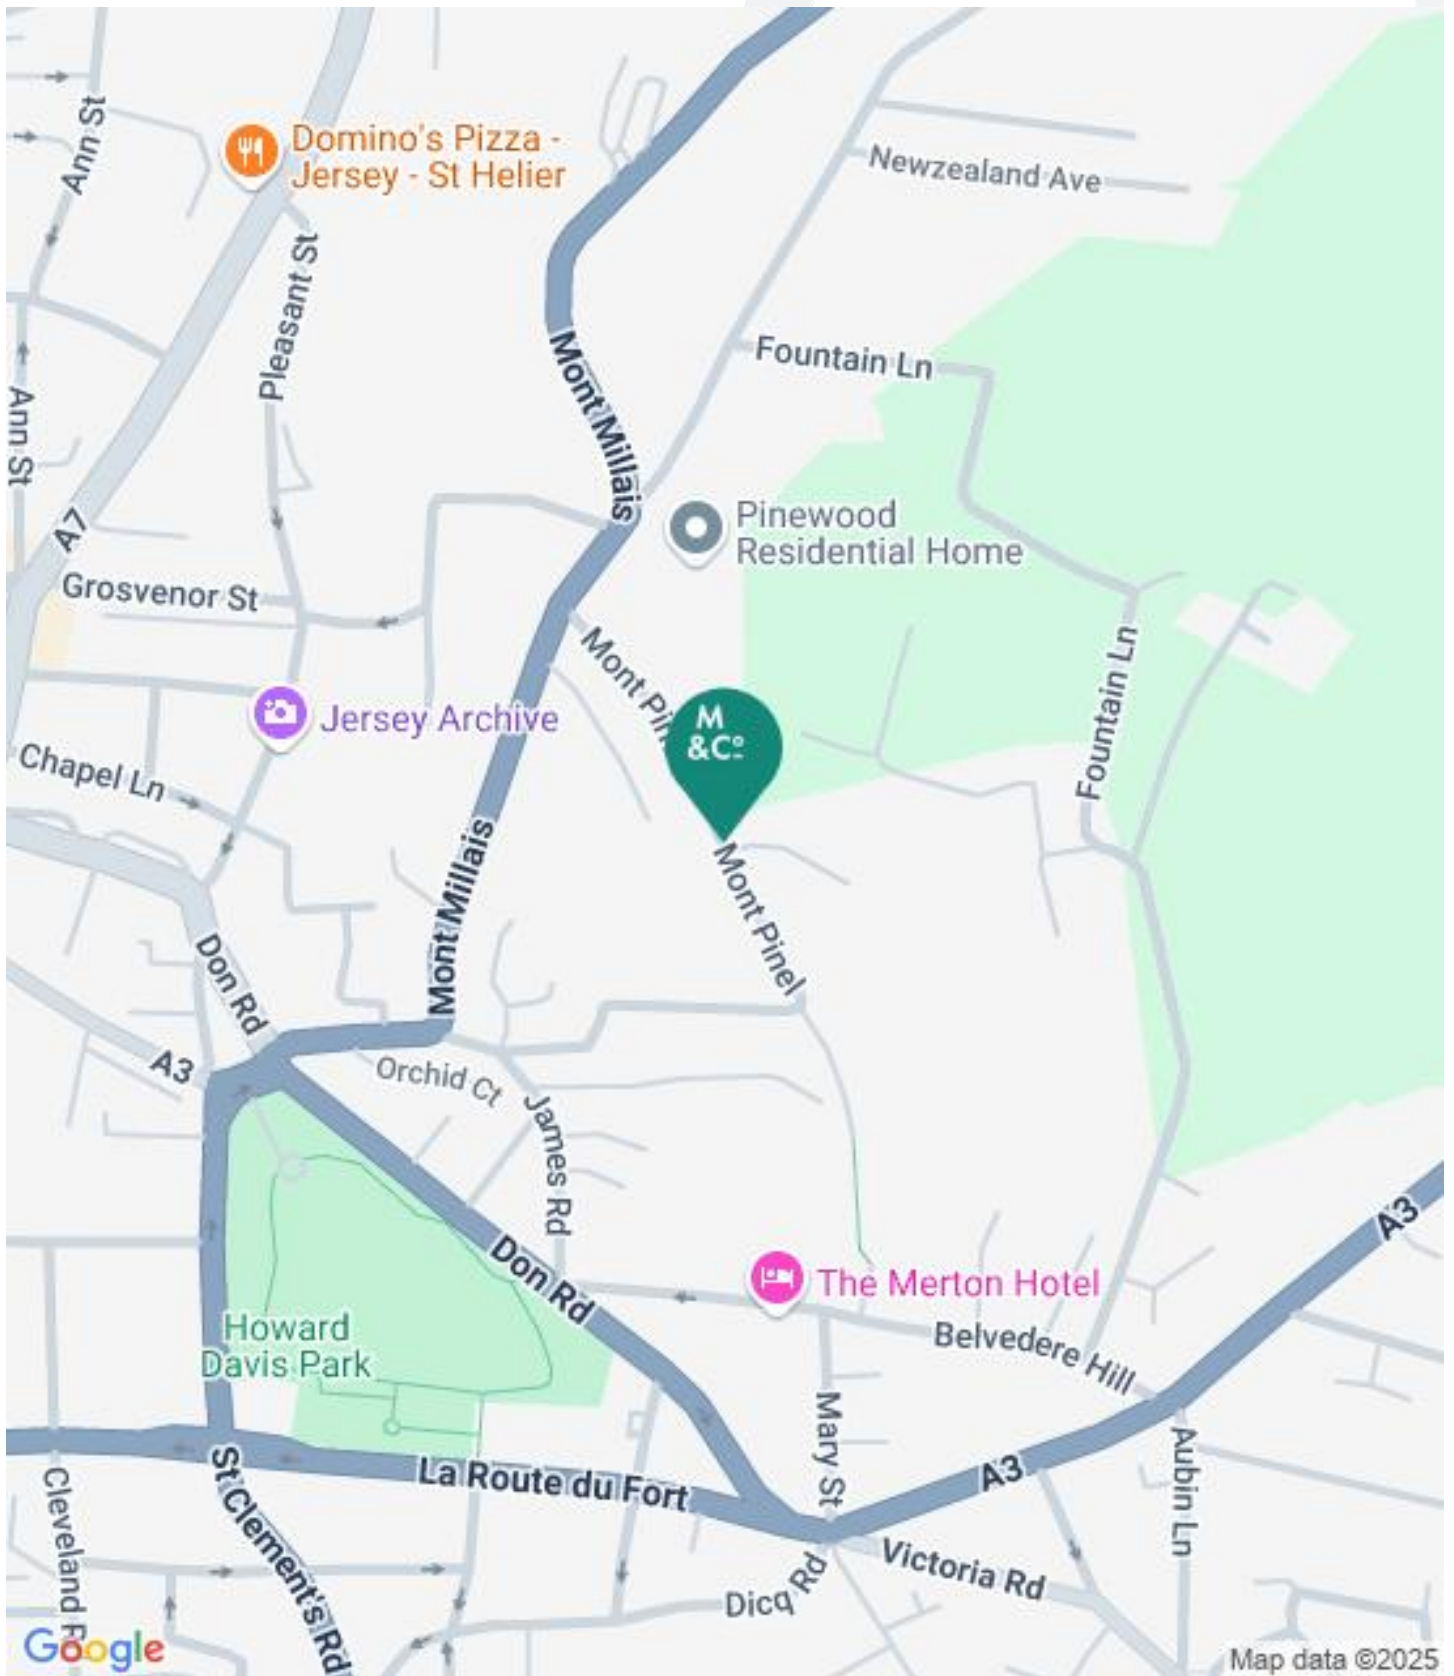 Ann St
Domino's Pizza -
Jersey - St Helier
Newzealand Ave
Pleasant St
Mont Millais
Fountain Ln
Ann St
A7
Pinewood
Residential Home
Grosvenor St
Mont Pin
Fountain Ln
M
&Cº
Jersey Archive
Chapel Ln
Mont Millais
Mont Pinel
Don Rd
A3
Orchid Ct
James Rd
A3
Don Rd
The Merton Hotel
Howard
Davis Park
Belvedere Hill
Mary St
Aubin Ln
A3
La Route du Fort
St Clement's Rd
Cleveland R
Victoria Rd
Dicq Rd
Google
Map data ©2025